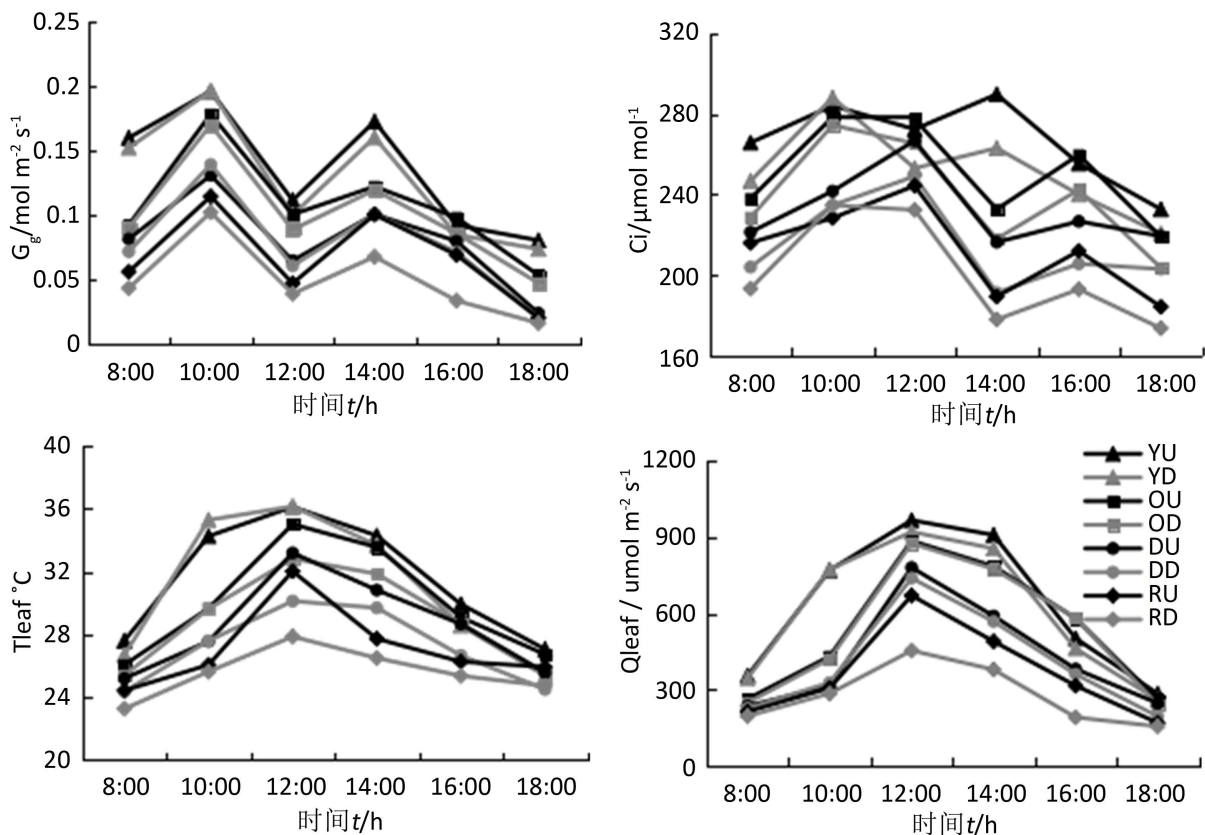 0.25
0.2
0.15
0.1
0.05
0
Gg/mol m-2 s-1
8:00 10:00 12:00 14:00 16:00 18:00
时间t/h
320
280
240
200
160
Ci/μmol mol-1
8:00 10:00 12:00 14:00 16:00 18:00
时间t/h
40
36
32
28
24
20
Tleaf °C
8:00 10:00 12:00 14:00 16:00 18:00
时间t/h
1200
900
600
300
0
Qleaf / umol m-2 s-1
YU
YD
OU
OD
DU
DD
RU
RD
8:00 10:00 12:00 14:00 16:00 18:00
时间t/h